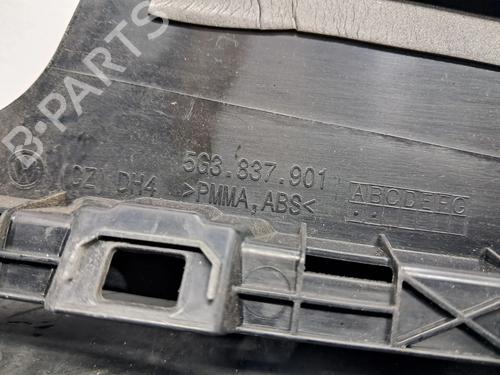 B-PARTS
5G3.837.901
CZ DH4 >PMMA,ABS<
ABCDEFG